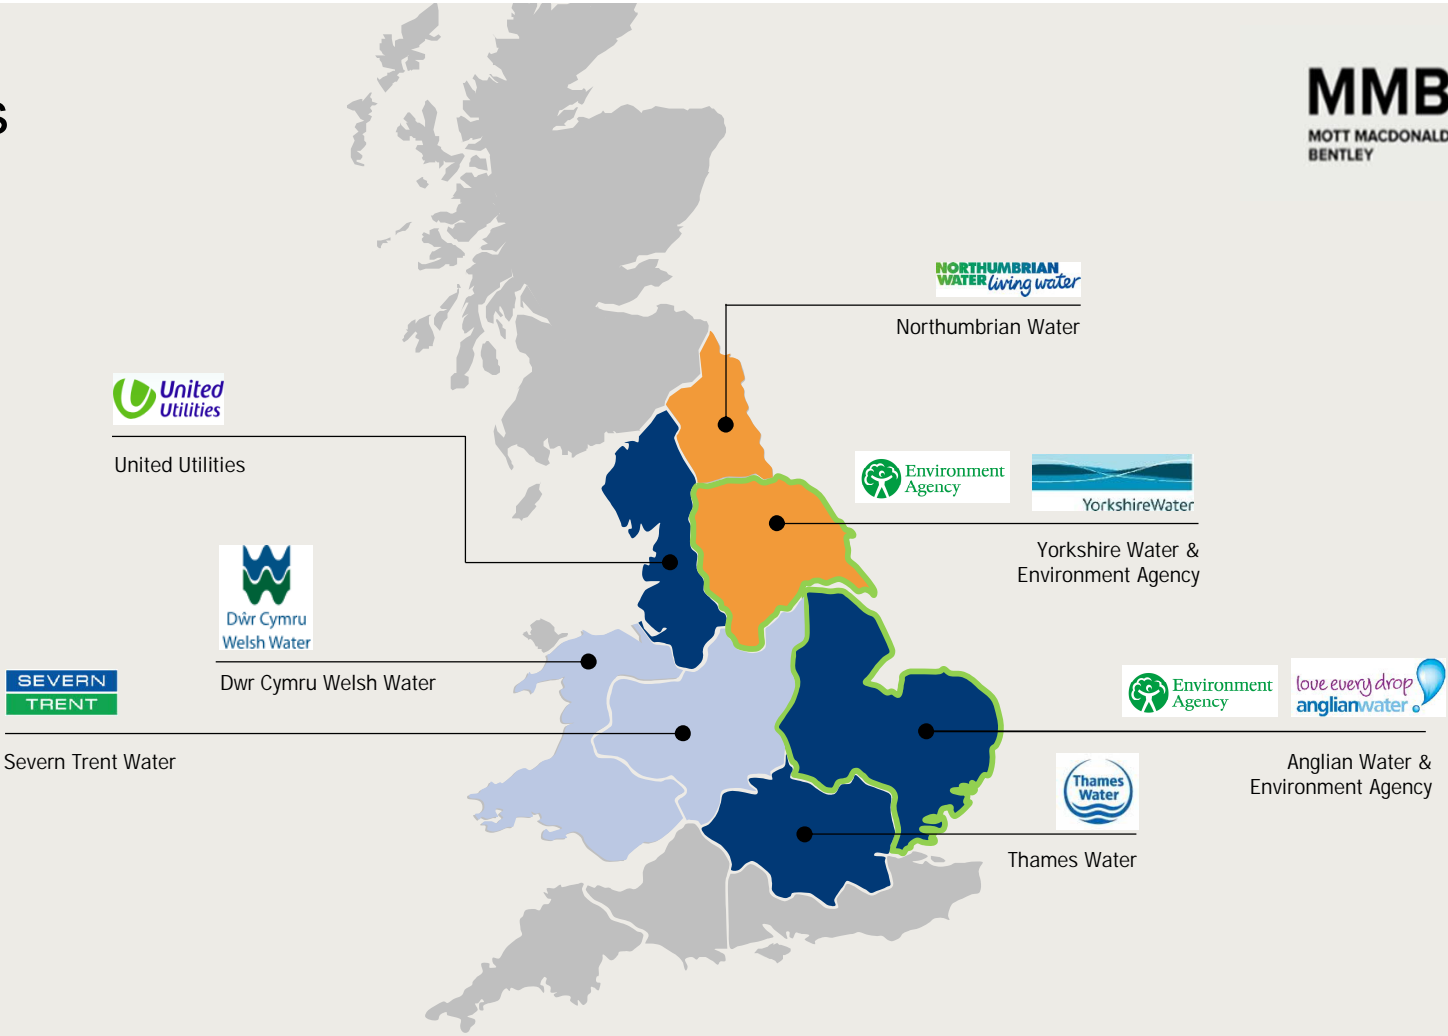 s
MMB
MOTT MACDONALD
BENTLEY
NORTHUMBRIAN
WATER living water
Northumbrian Water
United
Utilities
United Utilities
Environment
Agency
YorkshireWater
Yorkshire Water &
Environment Agency
Dŵr Cymru
Welsh Water
Dwr Cymru Welsh Water
SEVERN
TRENT
Severn Trent Water
Environment
Agency
love every drop
anglianwater
Anglian Water &
Environment Agency
Thames
Water
Thames Water